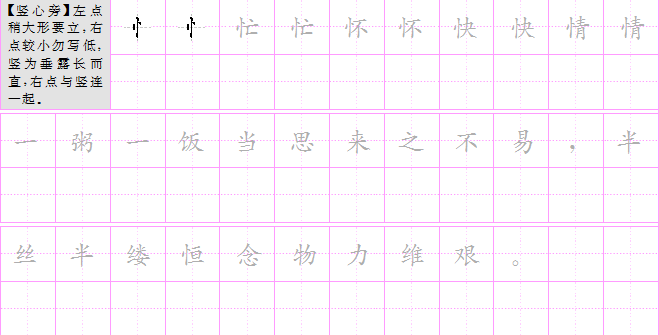 【竖心旁】左点
稍大形要立，右
点较小勿写低，
竖为垂露长而
直，右点与竖连
一起。
忄忄忙忙怀怀快快情情
一粥一饭当思来之不易，半
丝半缕恒念物力维艰。